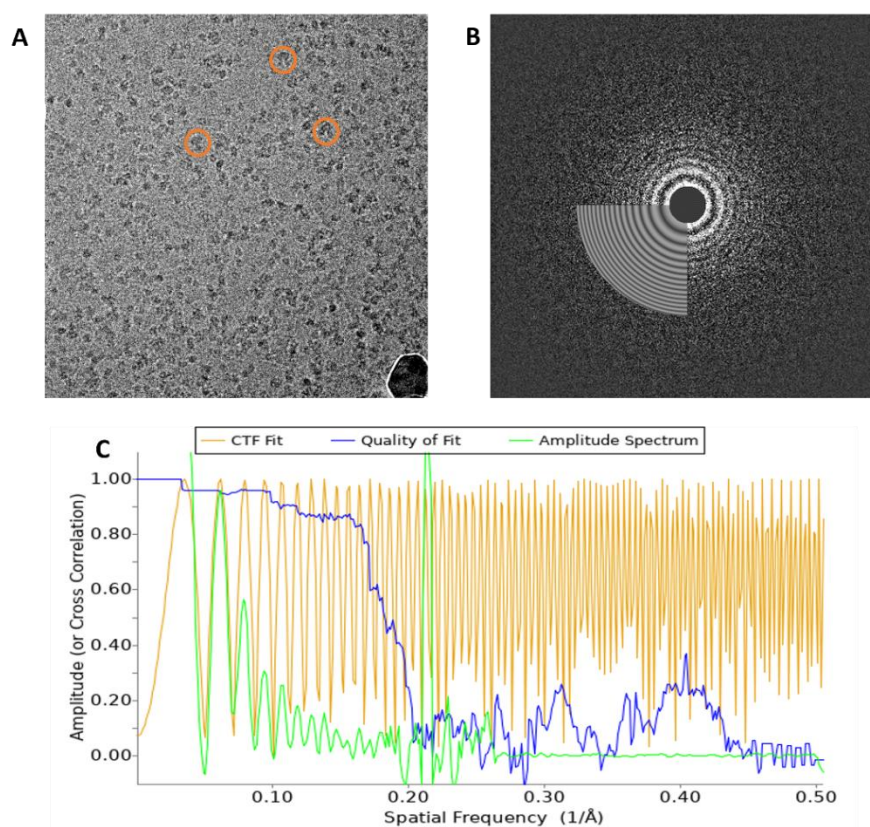 A
B
C
CTF Fit Quality of Fit Amplitude Spectrum
Amplitude (or Cross Correlation)
1.00
0.80
0.60
0.40
0.20
0.00
0.10 0.20 0.30 0.40 0.50
Spatial Frequency (1/Å)